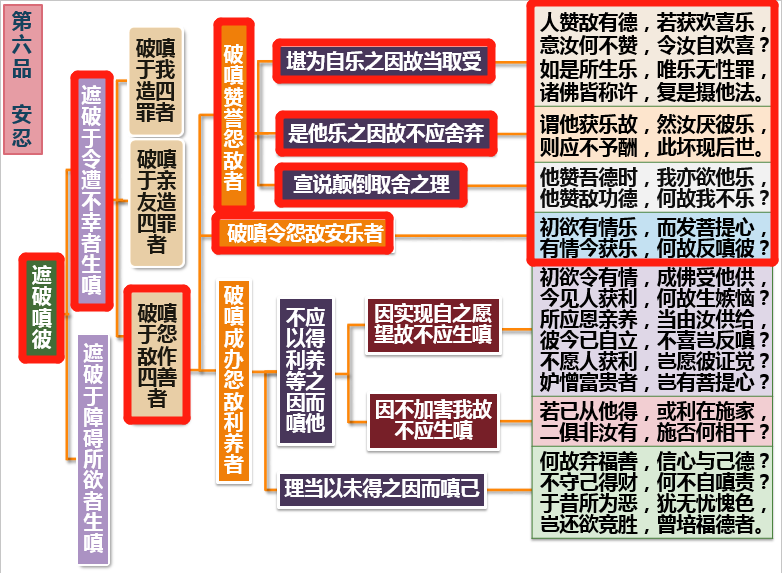 第六品 安忍
遮破嗔彼
遮破于令遭不幸者生嗔
遮破于障碍所欲者生嗔
破嗔
于我
造四
罪者
破嗔
于亲
友造
四罪
者
破嗔
于怨
敌作
四善
者
破嗔赞誉怨敌者
堪为自乐之因故当取受
是他乐之因故不应舍弃
宣说颠倒取舍之理
破嗔令怨敌安乐者
破嗔成办怨敌利养者
不应
以得
利养
等之
因而
嗔他
因实现自之愿
望故不应生嗔
因不加害我故
不应生嗔
理当以未得之因而嗔己
人赞敌有德，若获欢喜乐，
意汝何不赞，令汝自欢喜？
如是所生乐，唯乐无性罪，
诸佛皆称许，复是摄他法。
谓他获乐故，然汝厌彼乐，
则应不予酬，此坏现后世。
他赞吾德时，我亦欲他乐，
他赞敌功德，何故我不乐？
初欲有情乐，而发菩提心，
有情今获乐，何故反嗔彼？
初欲令有情，成佛受他供，
今见人获利，何故生嫉恼？
所应恩亲养，当由汝供给，
彼今已自立，不喜岂反嗔？
不愿人获利，岂愿彼证觉？
妒憎富贵者，岂有菩提心？
若已从他得，或利在施家，
二俱非汝有，施否何相干？
何故弃福善，信心与己德？
不守己得财，何不自嗔责？
于昔所为恶，犹无忧愧色，
岂还欲竞胜，曾培福德者。